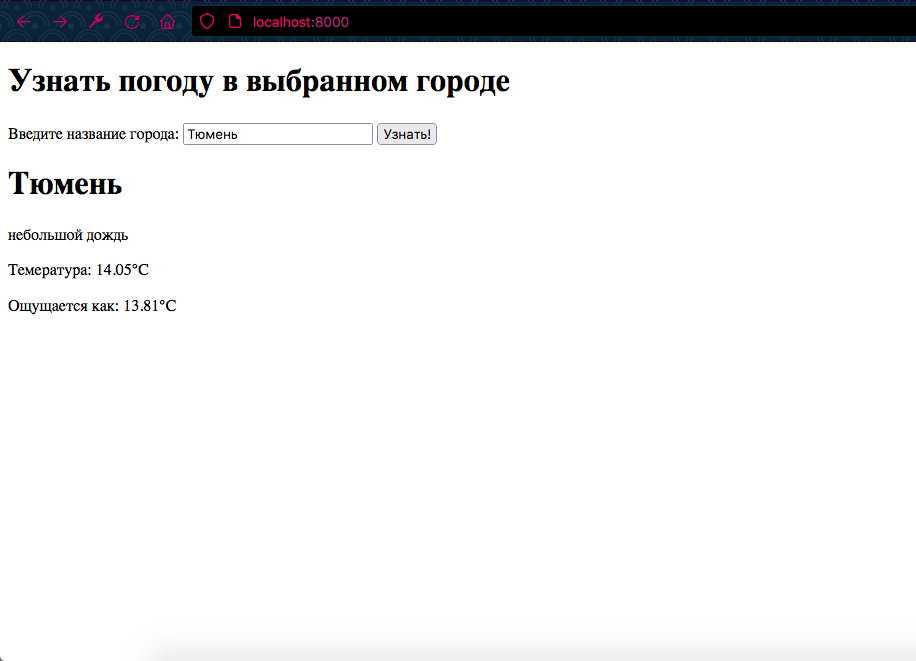 localhost:8000
Узнать погоду в выбранном городе
Введите название города: Тюмень Узнать!
Тюмень
небольшой дождь
Темература: 14.05°C
Ощущается как: 13.81°C